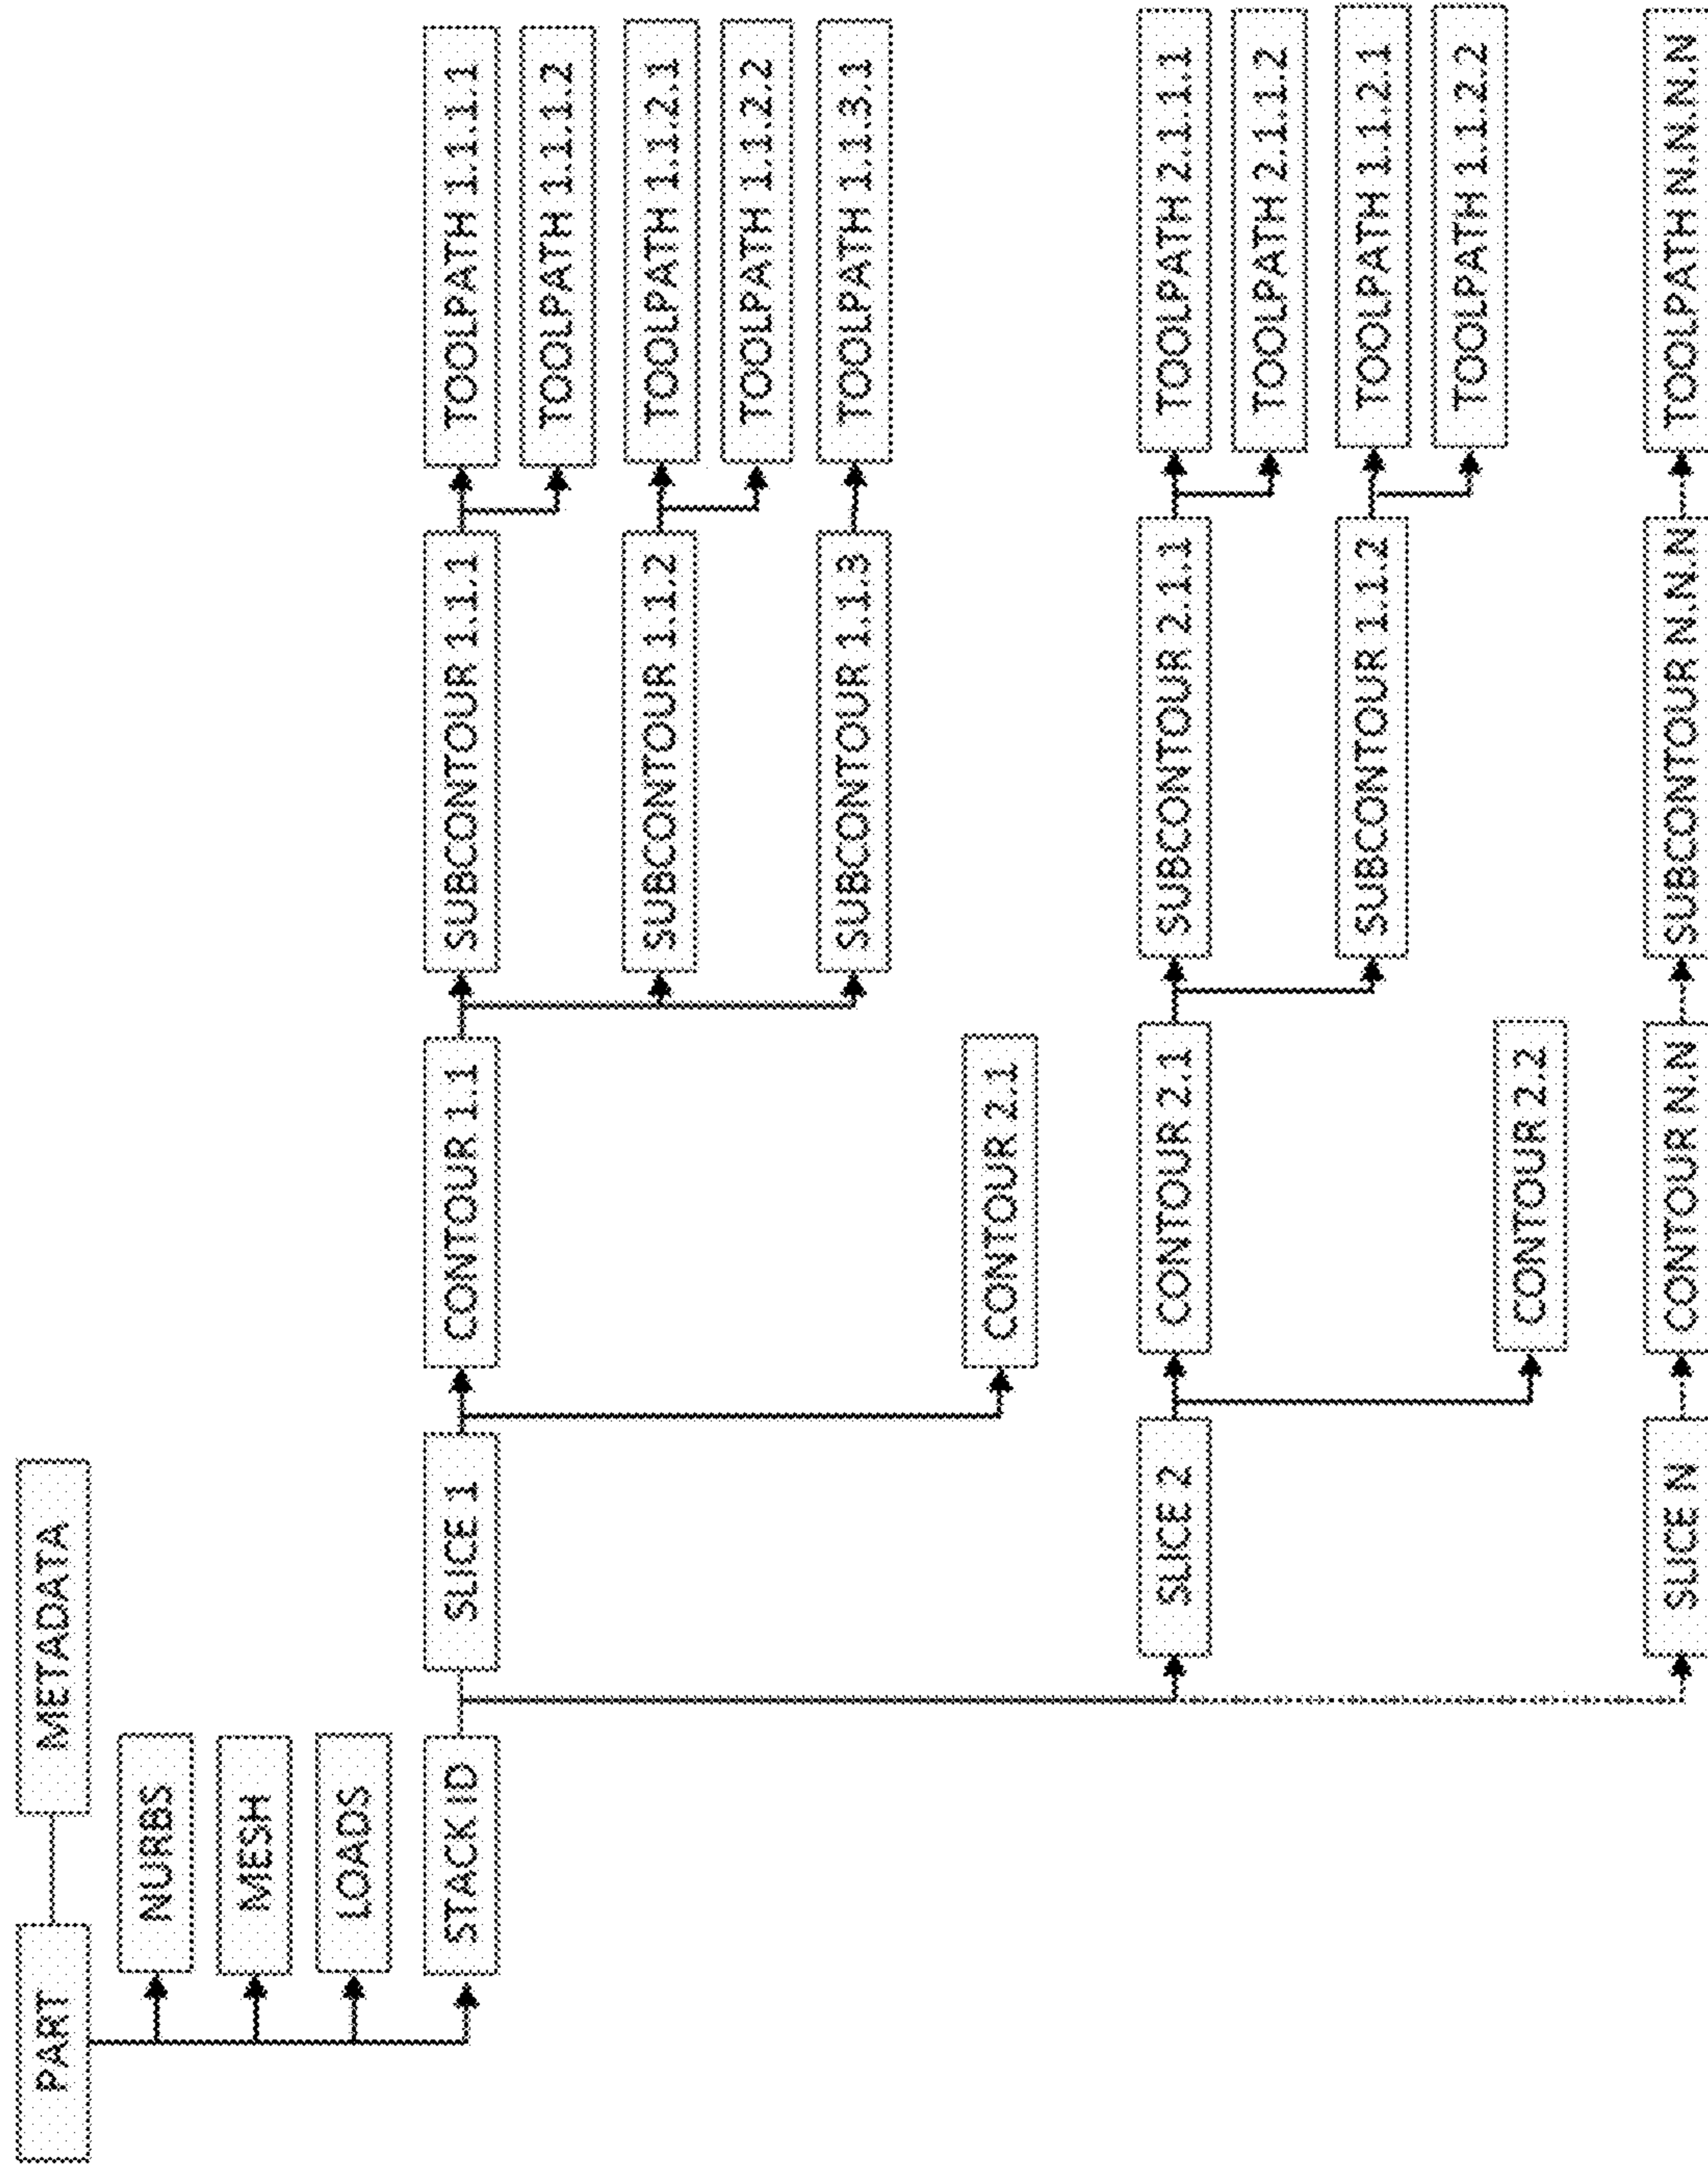 PART
METADATA
NURBS
MESH
LOADS
STACK ID
SLICE 1
CONTOUR 1.1
SUBCONTOUR 1.1.1
TOOLPATH 1.1.1.1
TOOLPATH 1.1.1.2
SUBCONTOUR 1.1.2
TOOLPATH 1.1.2.1
TOOLPATH 1.1.2.2
SUBCONTOUR 1.1.3
TOOLPATH 1.1.3.1
CONTOUR 2.1
SLICE 2
CONTOUR 2.1
SUBCONTOUR 2.1.1
TOOLPATH 2.1.1.1
TOOLPATH 2.1.1.2
SUBCONTOUR 1.1.2
TOOLPATH 1.1.2.1
TOOLPATH 1.1.2.2
CONTOUR 2.2
SLICE N
CONTOUR N.N
SUBCONTOUR N.N.N
TOOLPATH N.N.N.N